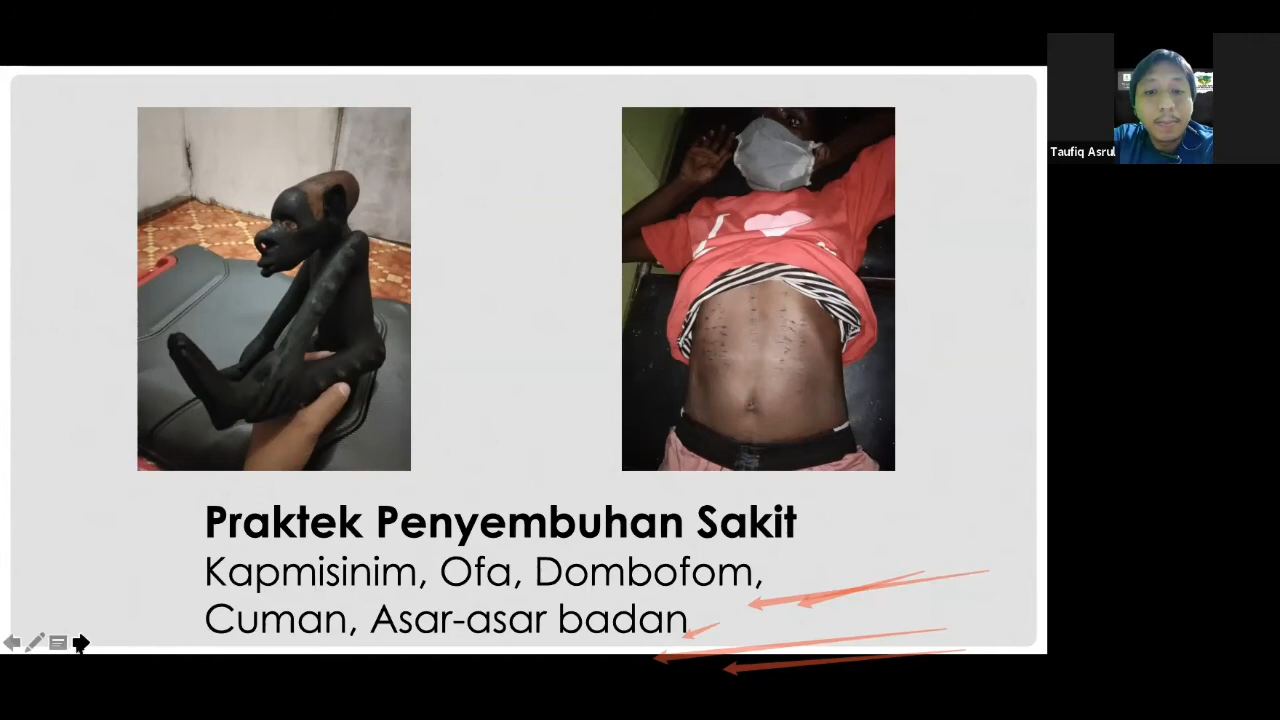 Praktek Penyembuhan Sakit
Kapmisinim, Ofa, Dombofom,
Cuman, Asar-asar badan
Taufiq Asrul
I